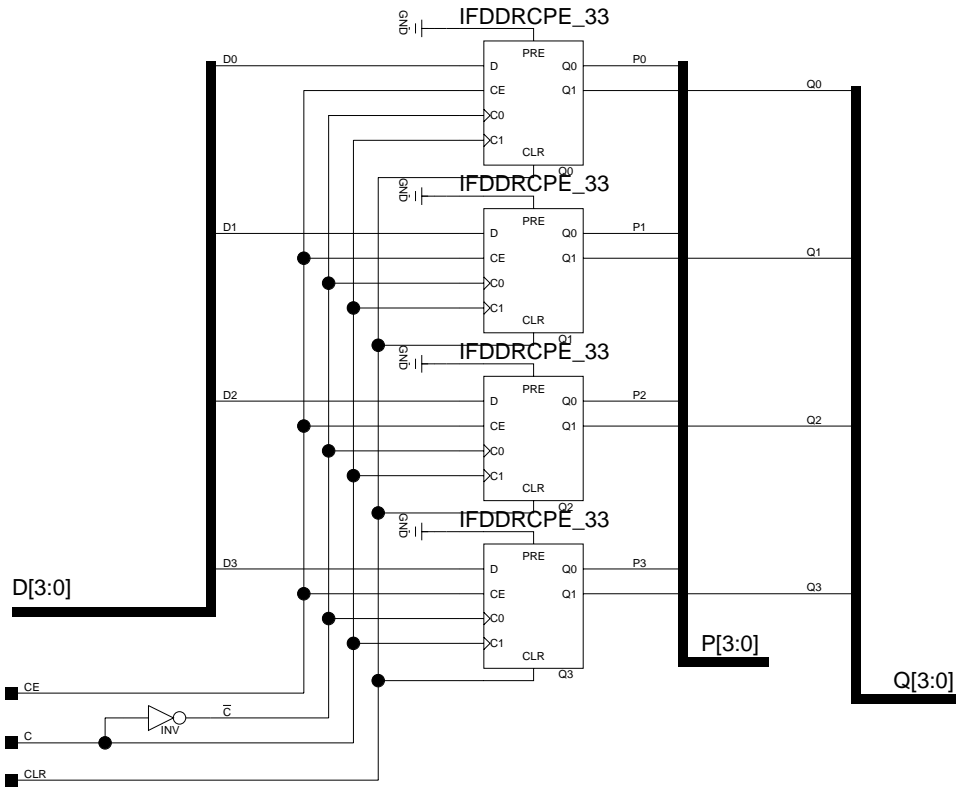 IFDDRCPE_33
GND
PRE
D0
D
Q0
P0
CE
Q1
Q0
C0
C1
CLR
Q0
IFDDRCPE_33
GND
PRE
D1
D
Q0
P1
CE
Q1
Q1
C0
C1
CLR
Q1
IFDDRCPE_33
GND
PRE
D2
D
Q0
P2
CE
Q1
Q2
C0
C1
CLR
Q2
IFDDRCPE_33
GND
PRE
D3
D
Q0
P3
D[3:0]
CE
Q1
Q3
C0
C1
CLR
P[3:0]
Q3
Q[3:0]
CE
C̅
INV
C
CLR